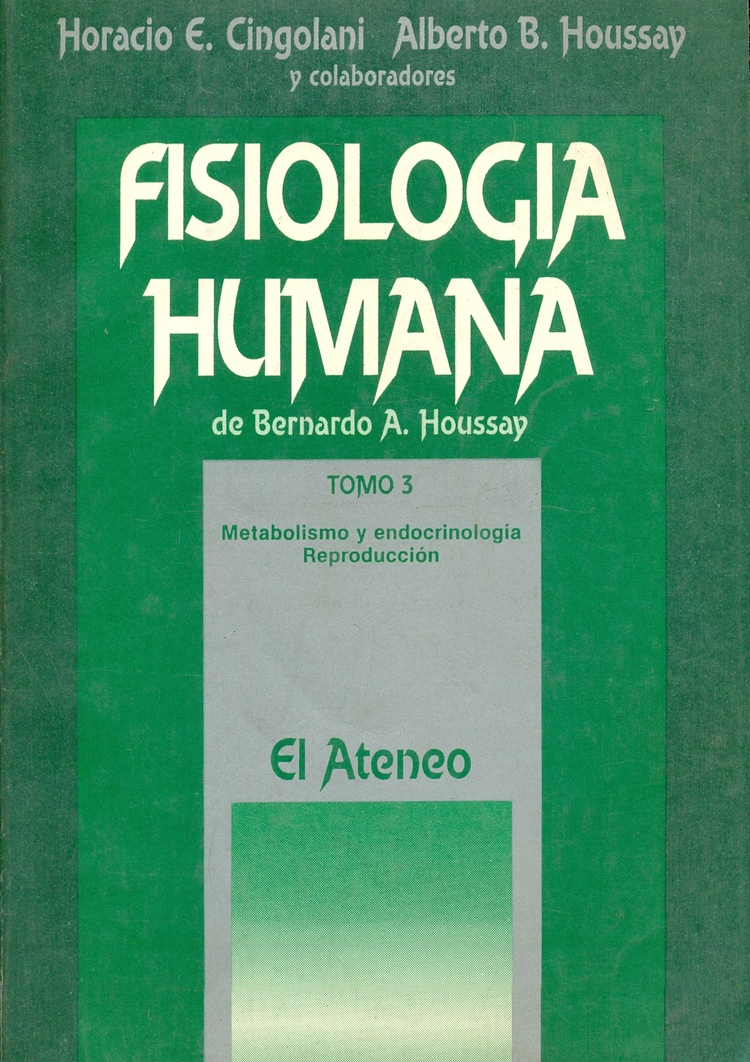 Horacio E. Cingolani Alberto B. Houssay
y colaboradores
FISIOLOGIA
HUMANA
de Bernardo A. Houssay
TOMO 3
Metabolismo y endocrinología
Reproducción
El Ateneo